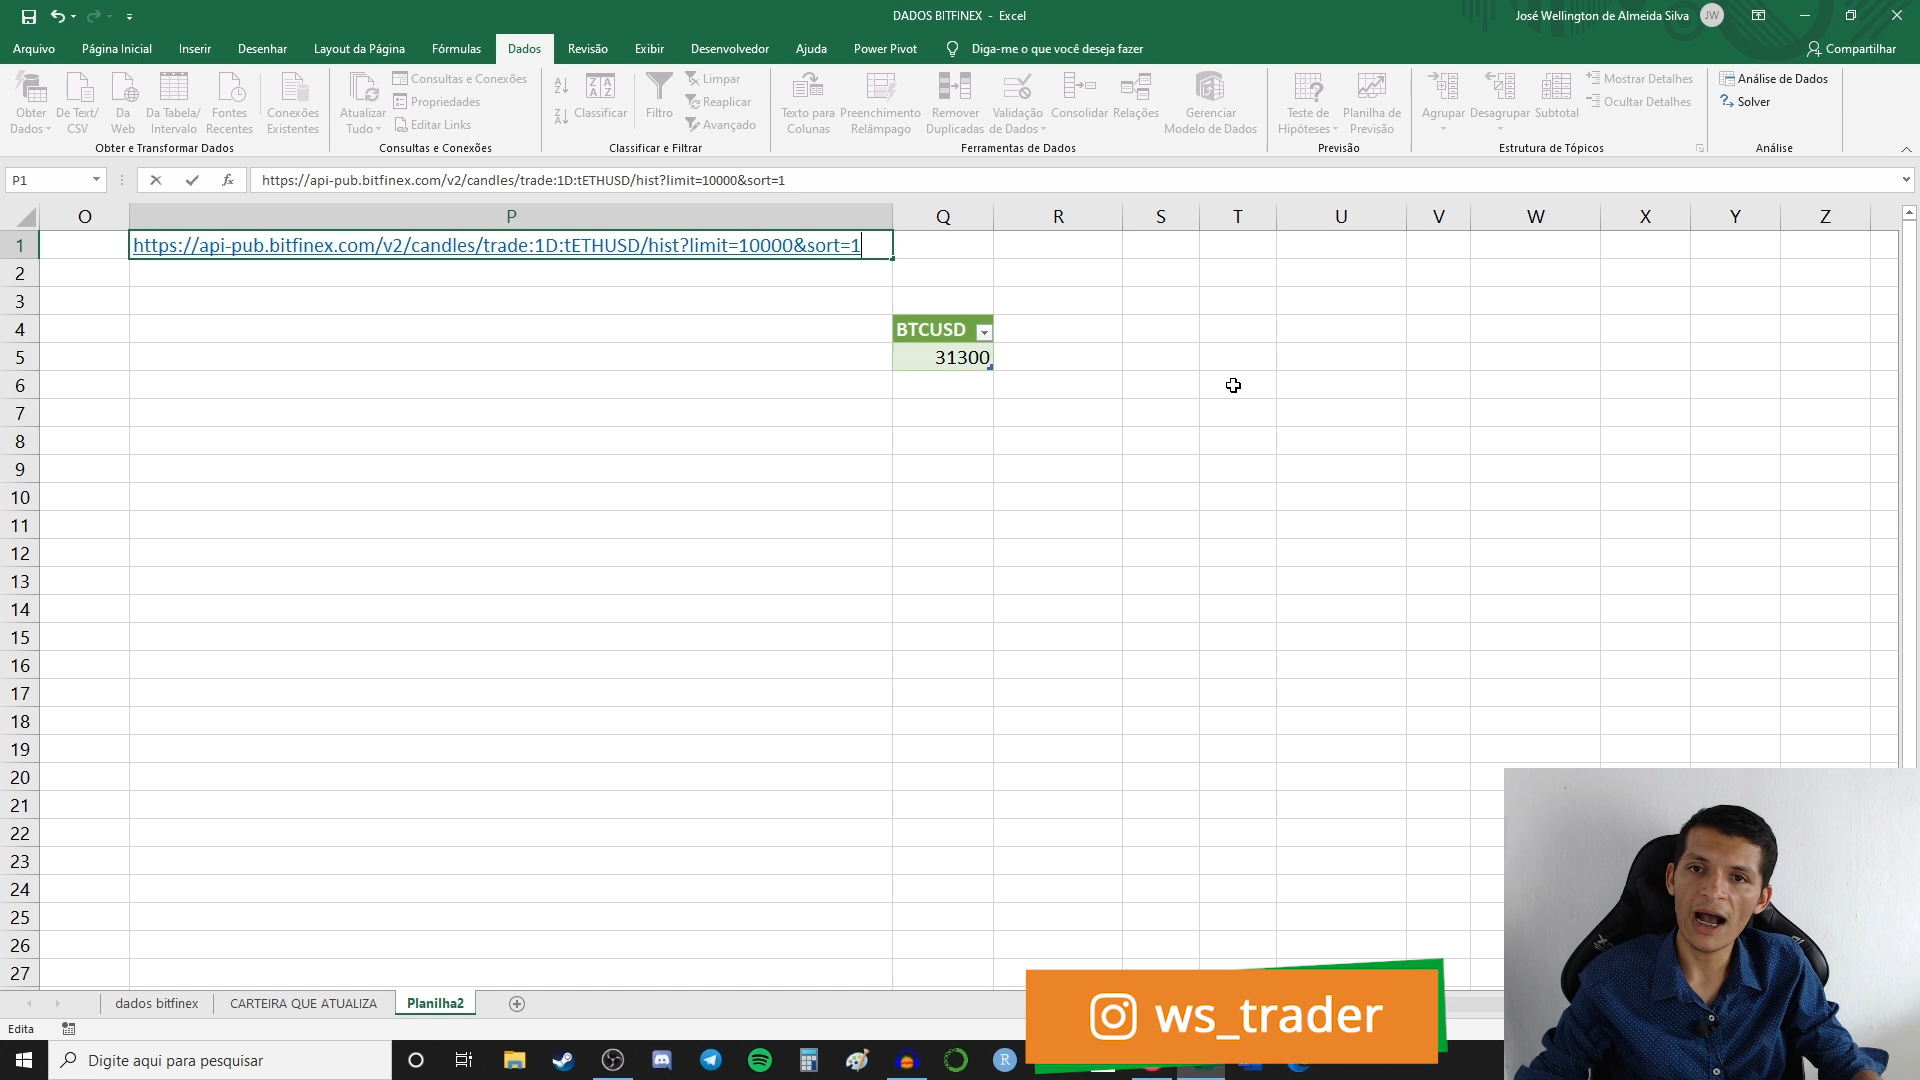 DADOS BITFINEX - Excel
José Wellington de Almeida Silva
JW
Arquivo Página Inicial Inserir Desenhar Layout da Página Fórmulas Dados Revisão Exibir Desenvolvedor Ajuda Power Pivot Diga-me o que você deseja fazer Compartilhar
Obter Dados
De Text/ CSV
Da Web
Da Tabela/ Intervalo
Fontes Recentes
Conexões Existentes
Obter e Transformar Dados
Atualizar Tudo
Consultas e Conexões
Propriedades
Editar Links
Consultas e Conexões
Classificar
Filtro
Limpar
Reaplicar
Avançado
Classificar e Filtrar
Texto para Colunas
Preenchimento Relâmpago
Remover Duplicadas
Validação de Dados
Consolidar
Relações
Gerenciar Modelo de Dados
Ferramentas de Dados
Teste de Hipóteses
Planilha de Previsão
Previsão
Agrupar
Desagrupar
Subtotal
Mostrar Detalhes
Ocultar Detalhes
Estrutura de Tópicos
Análise de Dados
Solver
Análise
P1
fx
https://api-pub.bitfinex.com/v2/candles/trade:1D:tETHUSD/hist?limit=10000&sort=1
O P Q R S T U V W X Y Z
1 https://api-pub.bitfinex.com/v2/candles/trade:1D:tETHUSD/hist?limit=10000&sort=1
2
3
4 BTCUSD
5 31300
6
7
8
9
10
11
12
13
14
15
16
17
18
19
20
21
22
23
24
25
26
27
dados bitfinex CARTEIRA QUE ATUALIZA Planilha2
Edita
ws_trader
Digite aqui para pesquisar
R